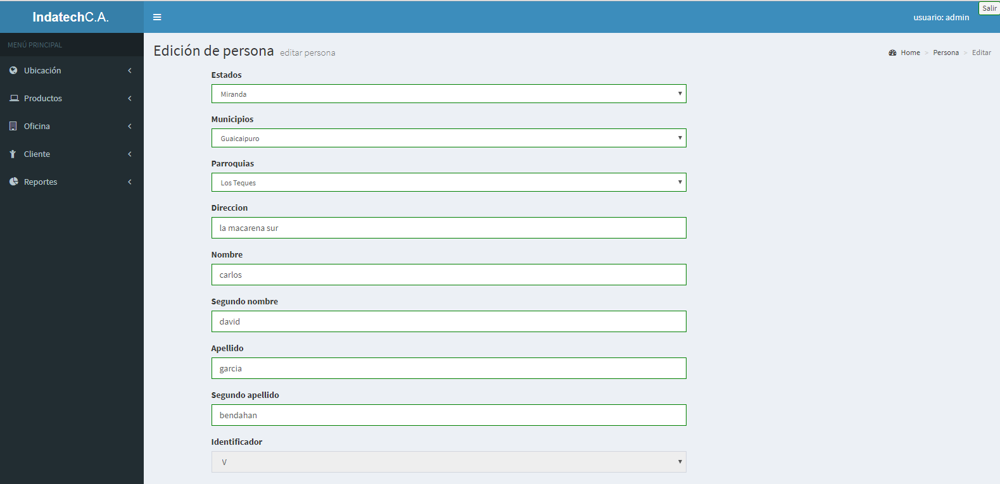 IndatechC.A.
usuario: admin
Salir
MENÚ PRINCIPAL
Ubicación
Productos
Oficina
Cliente
Reportes
Edición de persona editar persona
Home > Persona > Editar
Estados
Miranda
Municipios
Guaicaipuro
Parroquias
Los Teques
Direccion
la macarena sur
Nombre
carlos
Segundo nombre
david
Apellido
garcia
Segundo apellido
bendahan
Identificador
V